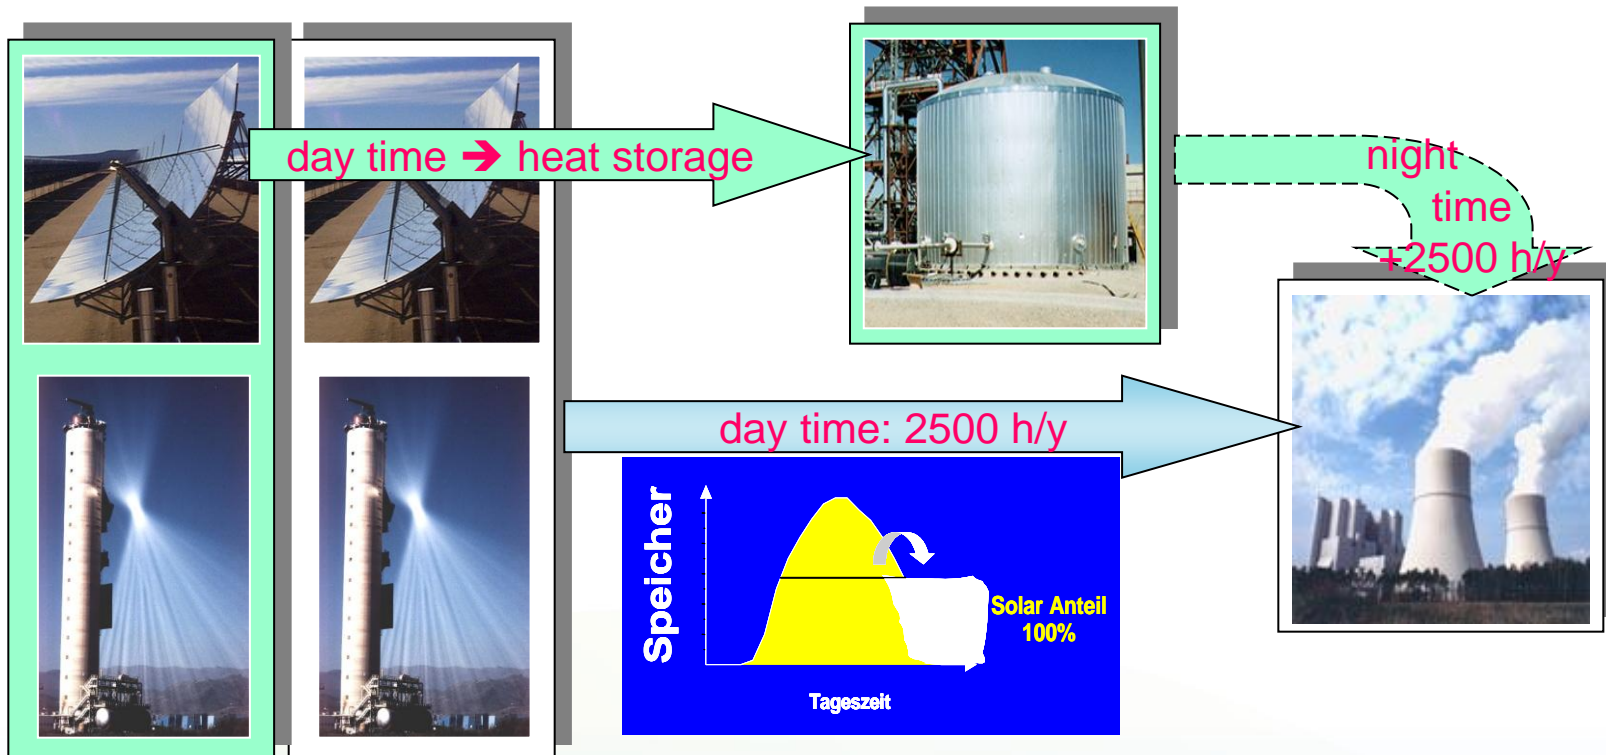 day time ➔ heat storage
night
time
+2500 h/y
day time: 2500 h/y
Speicher
Solar Anteil
100%
Tageszeit